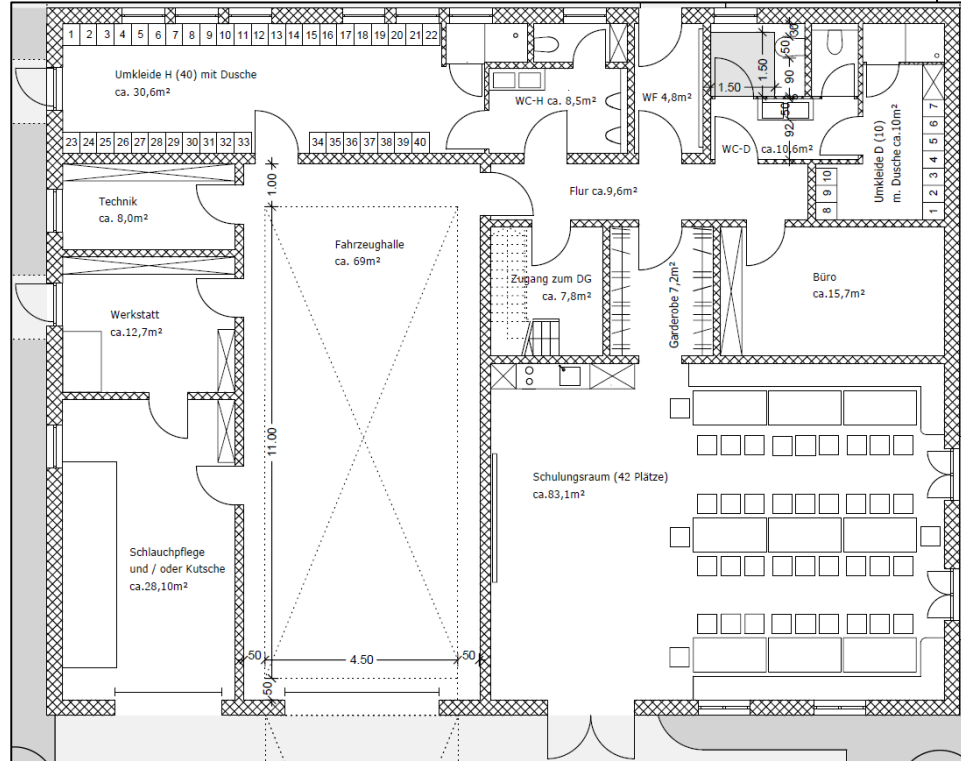 1 2 3 4 5 6 7 8 9 10 11 12 13 14 15 16 17 18 19 20 21 22
Umkleide H (40) mit Dusche
ca. 30,6m²
23 24 25 26 27 28 29 30 31 32 33
34 35 36 37 38 39 40
WC-H ca. 8,5m²
WF 4,8m²
1.50
1.50
30
50
90
50
92
WC-D ca.10,6m²
Umkleide D (10)
m. Dusche ca.10m²
7
6
5
4
3
2
1
10
9
8
Technik
ca. 8,0m²
1.00
Flur ca.9,6m²
Fahrzeughalle
ca. 69m²
Zugang zum DG
ca. 7,8m²
Garderobe 7,2m²
Büro
ca.15,7m²
Werkstatt
ca.12,7m²
11.00
Schulungsraum (42 Plätze)
ca.83,1m²
Schlauchpflege
und / oder Kutsche
ca.28,10m²
50
4.50
50
50